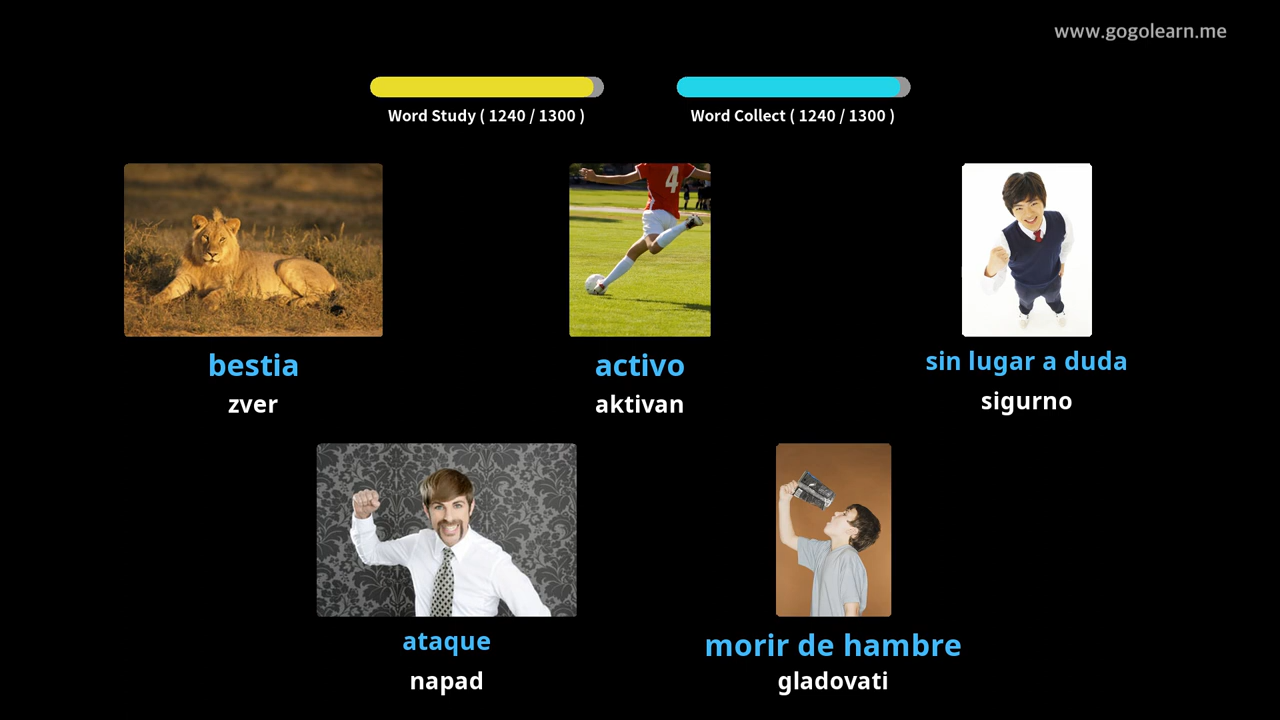 www.gogolearn.me
Word Study ( 1240 / 1300 )
Word Collect ( 1240 / 1300 )
4
bestia
zver
activo
aktivan
sin lugar a duda
sigurno
ataque
napad
morir de hambre
gladovati